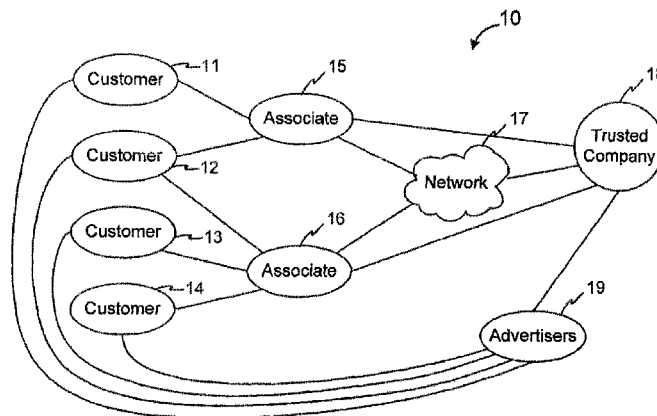 10
Customer
11
15
Associate
18
Trusted
Company
17
Network
Customer
12
Customer
13
16
Associate
Customer
14
19
Advertisers